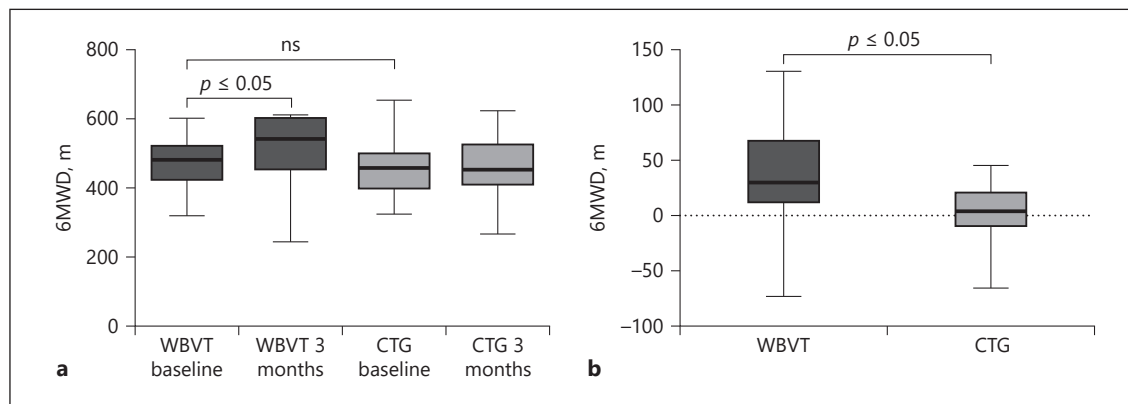 ns
p ≤ 0.05
800
600
400
200
0
6MWD, m
WBVT
baseline
WBVT 3
months
CTG
baseline
CTG 3
months
a
p ≤ 0.05
150
100
50
0
–50
–100
6MWD, m
WBVT
CTG
b